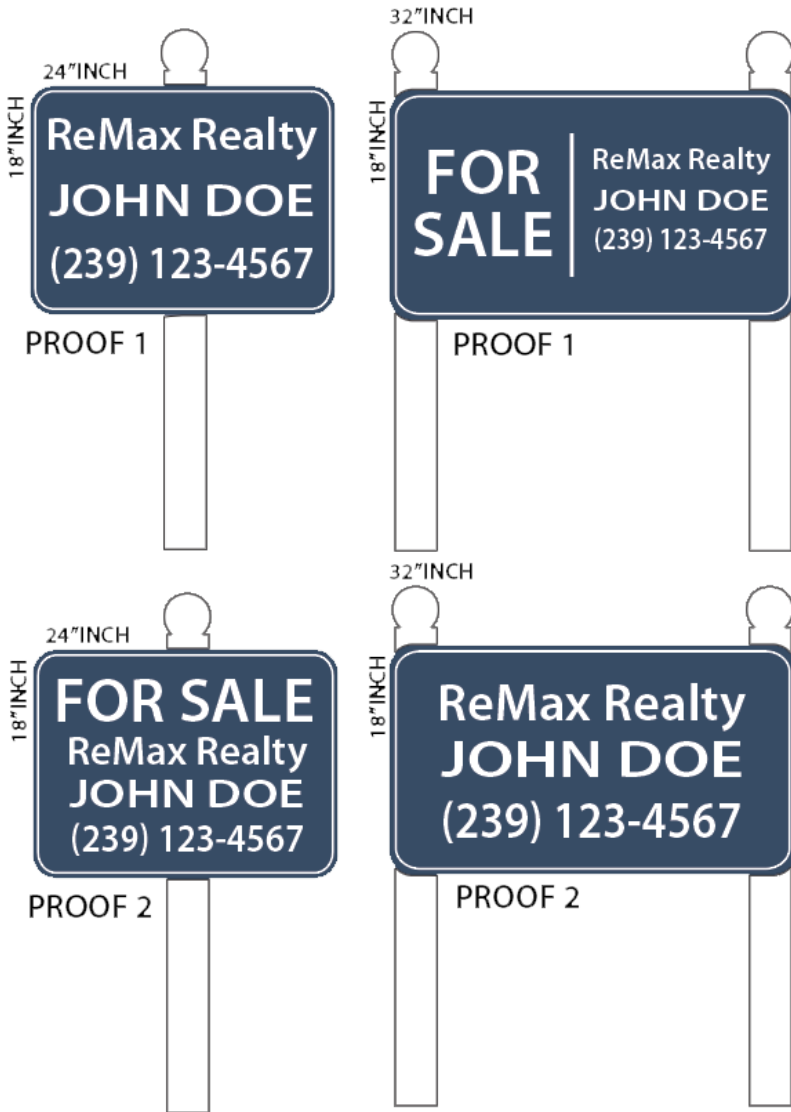 24”INCH
18”INCH
ReMax Realty
JOHN DOE
(239) 123-4567
PROOF 1
32”INCH
18”INCH
FOR
SALE
ReMax Realty
JOHN DOE
(239) 123-4567
PROOF 1
24”INCH
18”INCH
FOR SALE
ReMax Realty
JOHN DOE
(239) 123-4567
PROOF 2
32”INCH
18”INCH
ReMax Realty
JOHN DOE
(239) 123-4567
PROOF 2